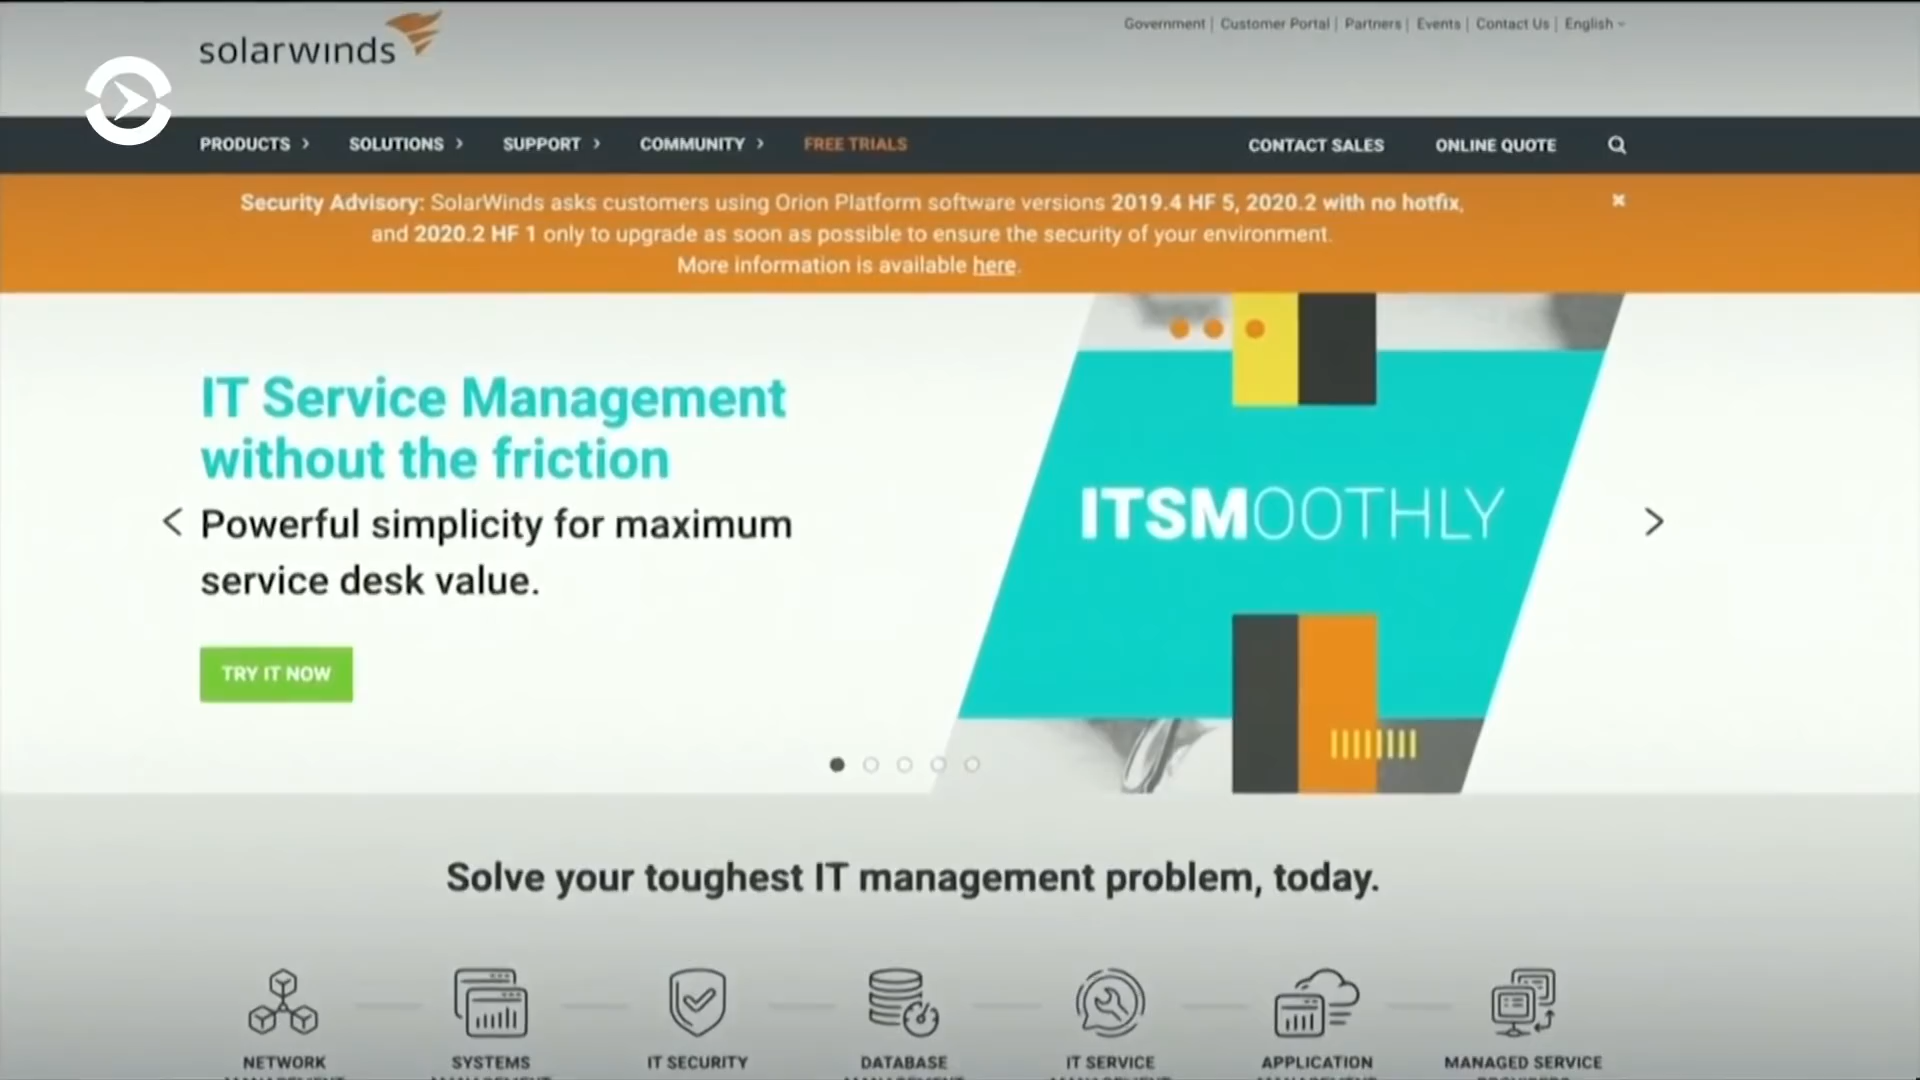 solarwinds
Government | Customer Portal | Partners | Events | Contact Us | English
PRODUCTS SOLUTIONS SUPPORT COMMUNITY FREE TRIALS CONTACT SALES ONLINE QUOTE
Security Advisory: SolarWinds asks customers using Orion Platform software versions 2019.4 HF 5, 2020.2 with no hotfix,
and 2020.2 HF 1 only to upgrade as soon as possible to ensure the security of your environment.
More information is available here.
IT Service Management
without the friction
Powerful simplicity for maximum
service desk value.
TRY IT NOW
ITSMOOTHLY
Solve your toughest IT management problem, today.
NETWORK SYSTEMS IT SECURITY DATABASE IT SERVICE APPLICATION MANAGED SERVICE